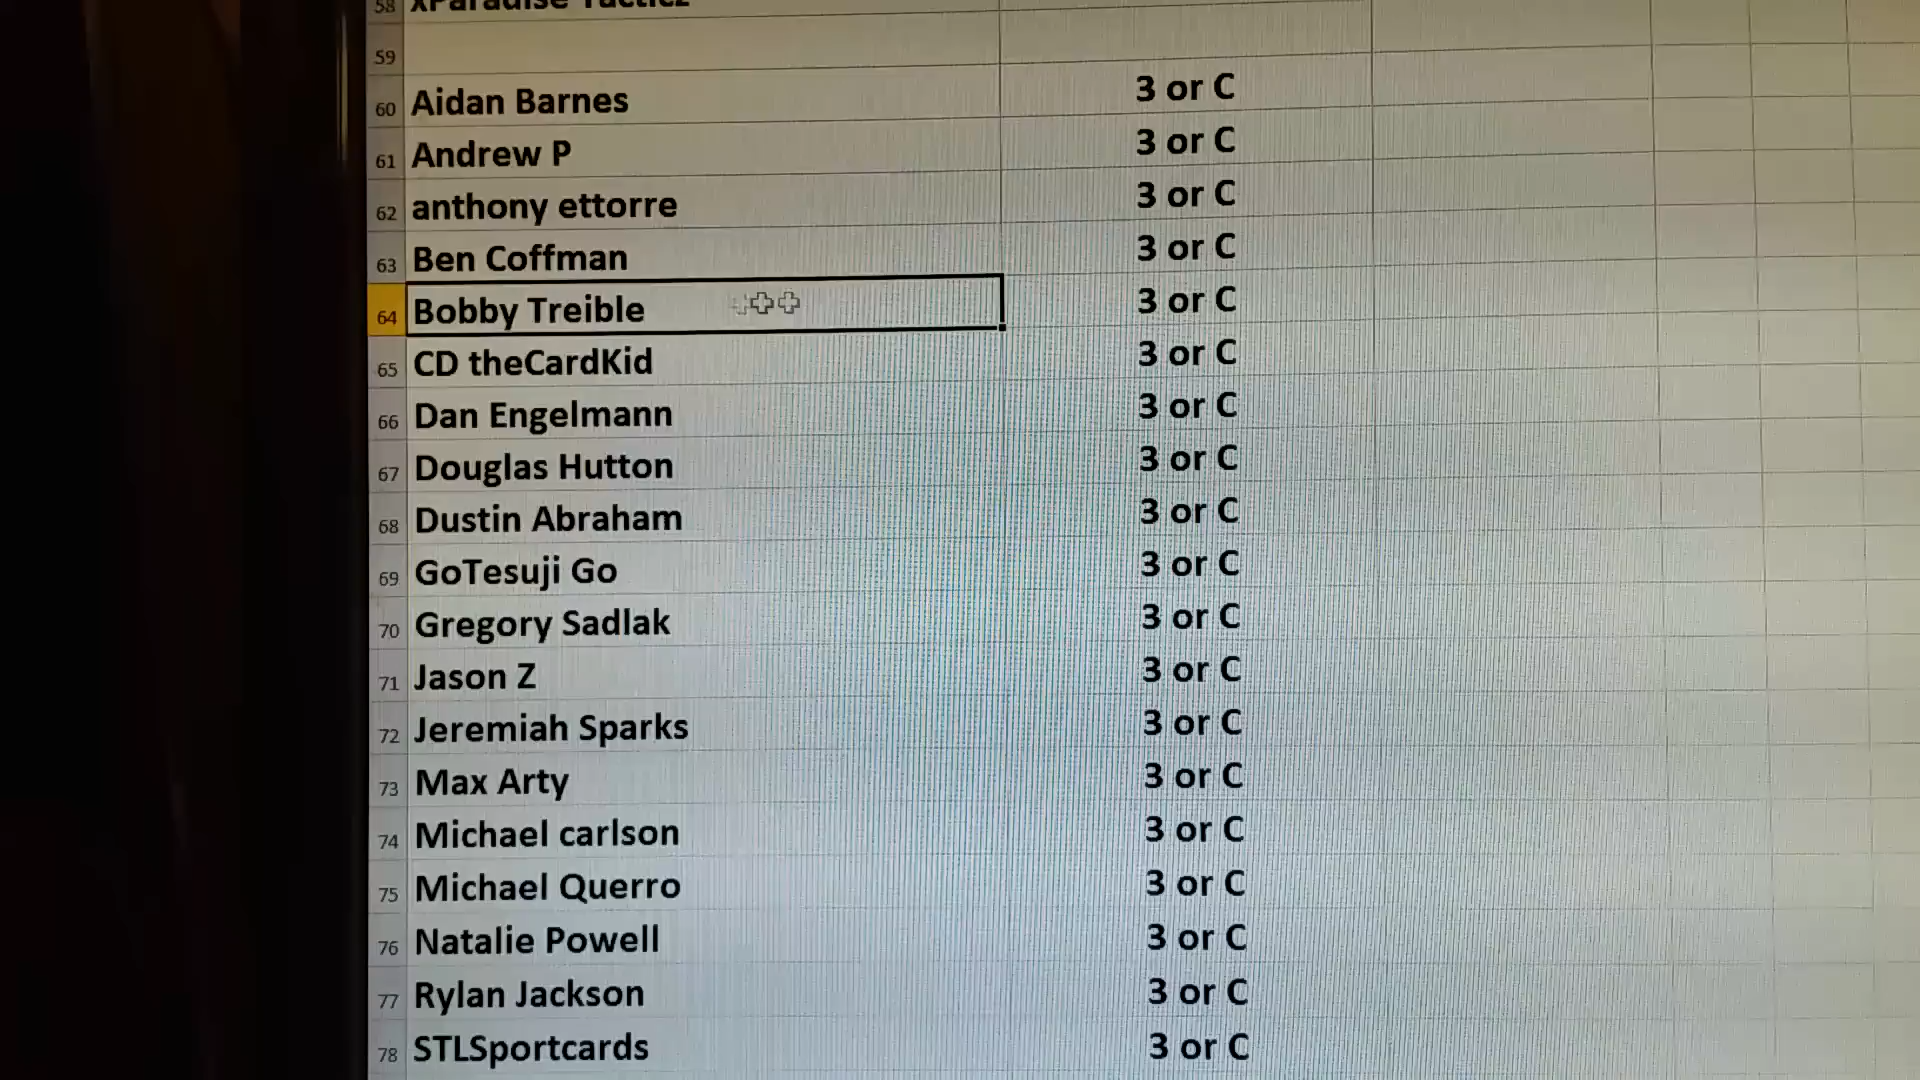 58 xParadise Tacticz
59
60 Aidan Barnes 3 or C
61 Andrew P 3 or C
62 anthony ettorre 3 or C
63 Ben Coffman 3 or C
64 Bobby Treible 3 or C
65 CD theCardKid 3 or C
66 Dan Engelmann 3 or C
67 Douglas Hutton 3 or C
68 Dustin Abraham 3 or C
69 GoTesuji Go 3 or C
70 Gregory Sadlak 3 or C
71 Jason Z 3 or C
72 Jeremiah Sparks 3 or C
73 Max Arty 3 or C
74 Michael carlson 3 or C
75 Michael Querro 3 or C
76 Natalie Powell 3 or C
77 Rylan Jackson 3 or C
78 STLSportcards 3 or C